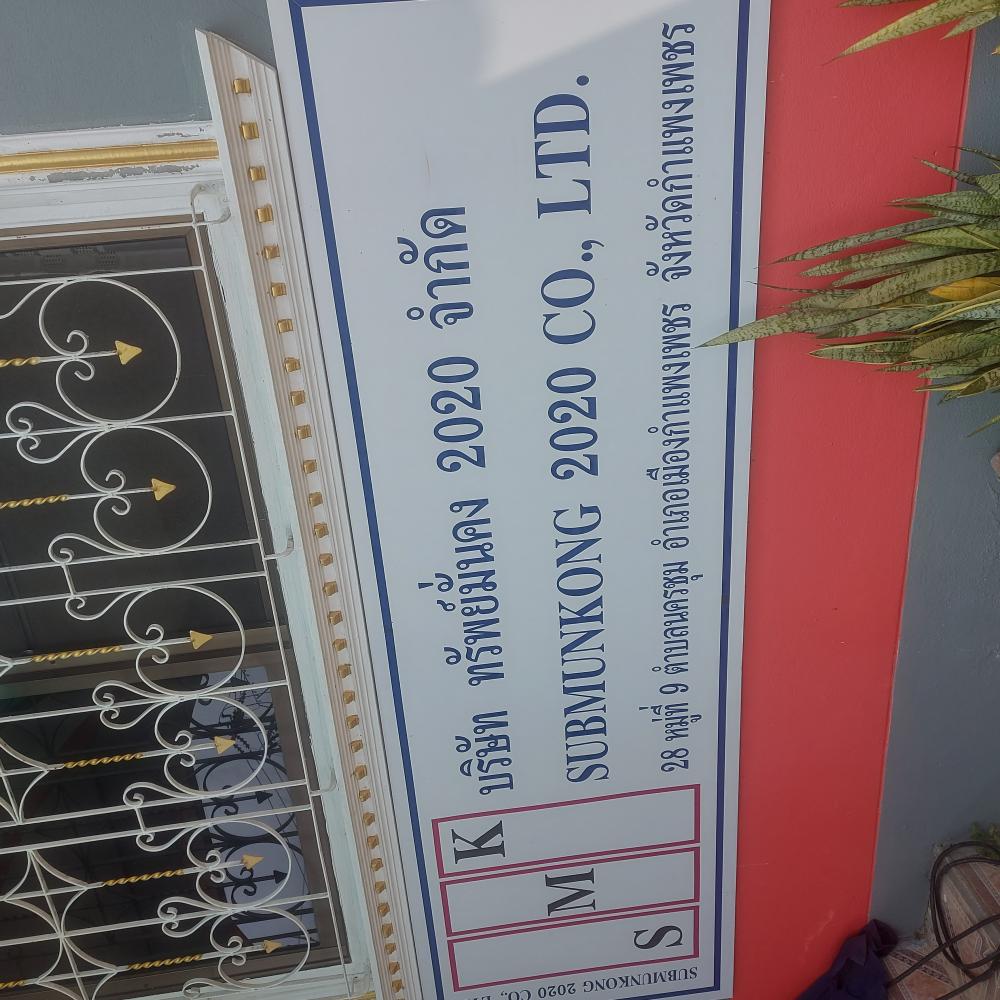 บริษัท ทรัพย์มั่นคง 2020 จำกัด
SUBMUNKONG 2020 CO., LTD.
28 หมู่ที่ 9 ตำบลนครชุม อำเภอเมืองกำแพงเพชร จังหวัดกำแพงเพชร
S M K
SUBMUNKONG 2020 CO.,